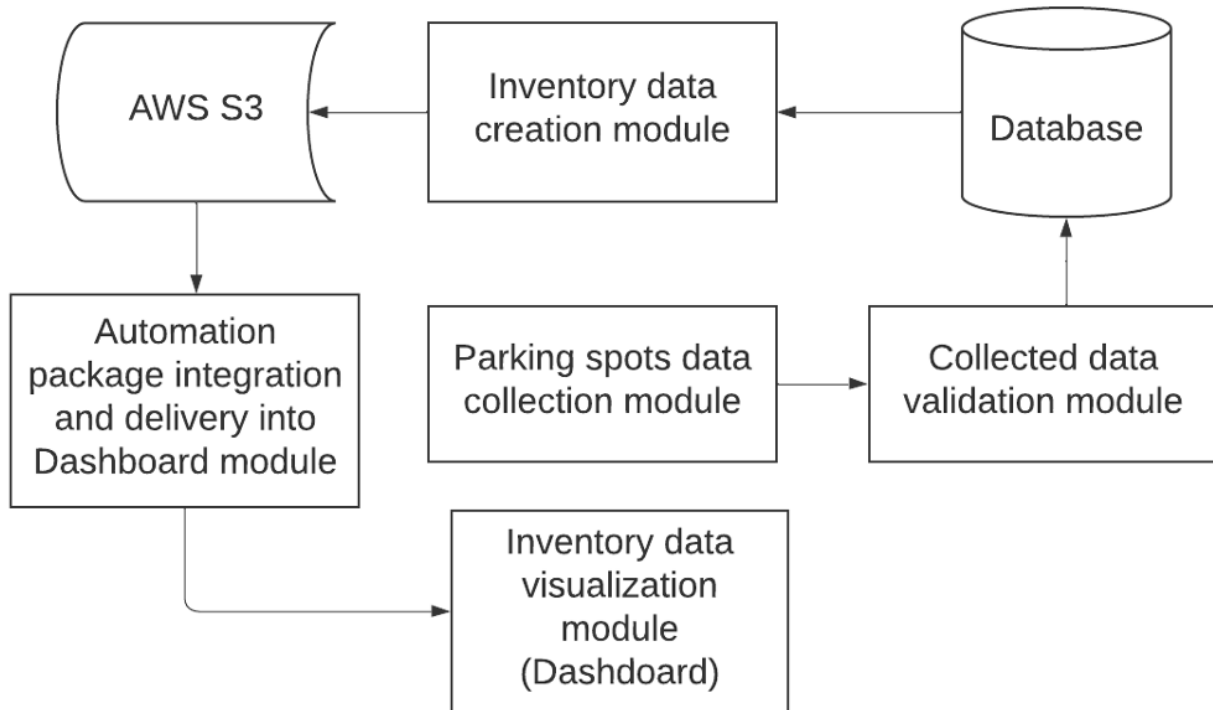 AWS S3
Inventory data
creation module
Database
Automation
package integration
and delivery into
Dashboard module
Parking spots data
collection module
Collected data
validation module
Inventory data
visualization
module
(Dashdoard)